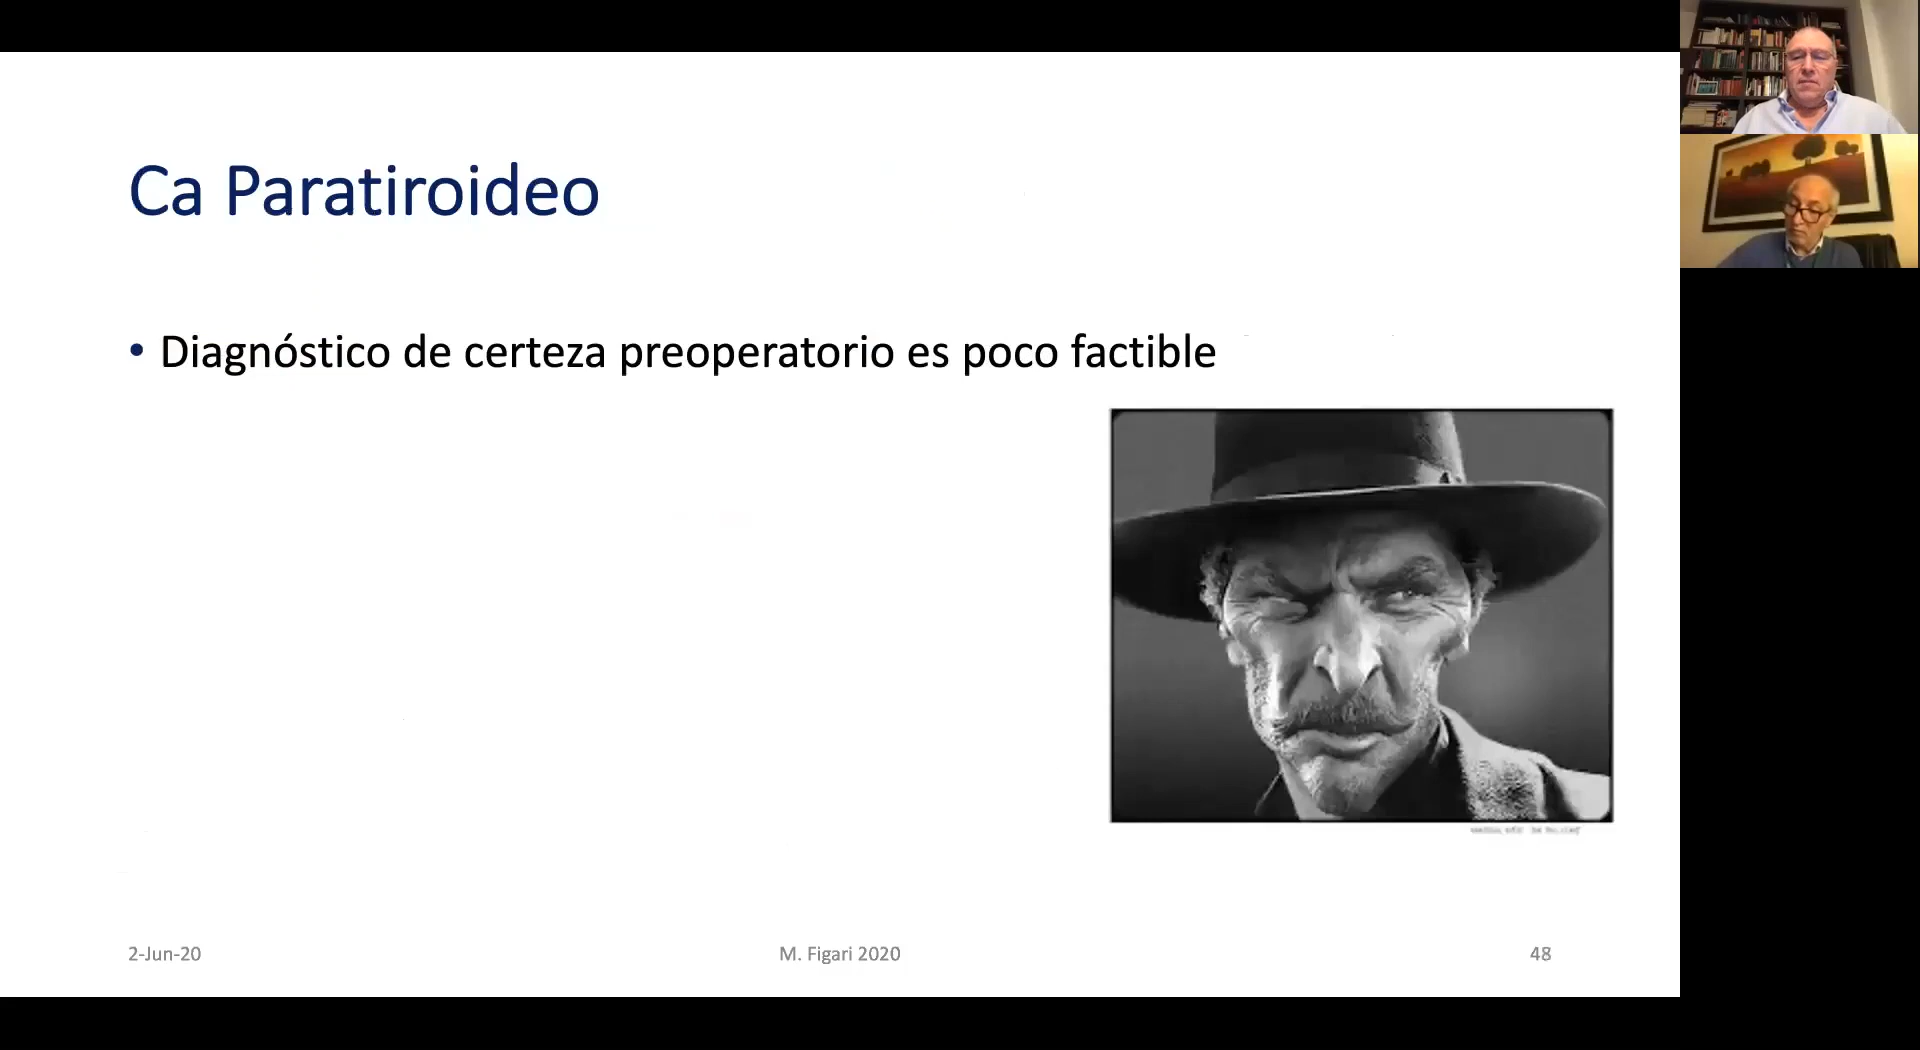 Ca Paratiroideo
• Diagnóstico de certeza preoperatorio es poco factible
2-Jun-20
M. Figari 2020
48